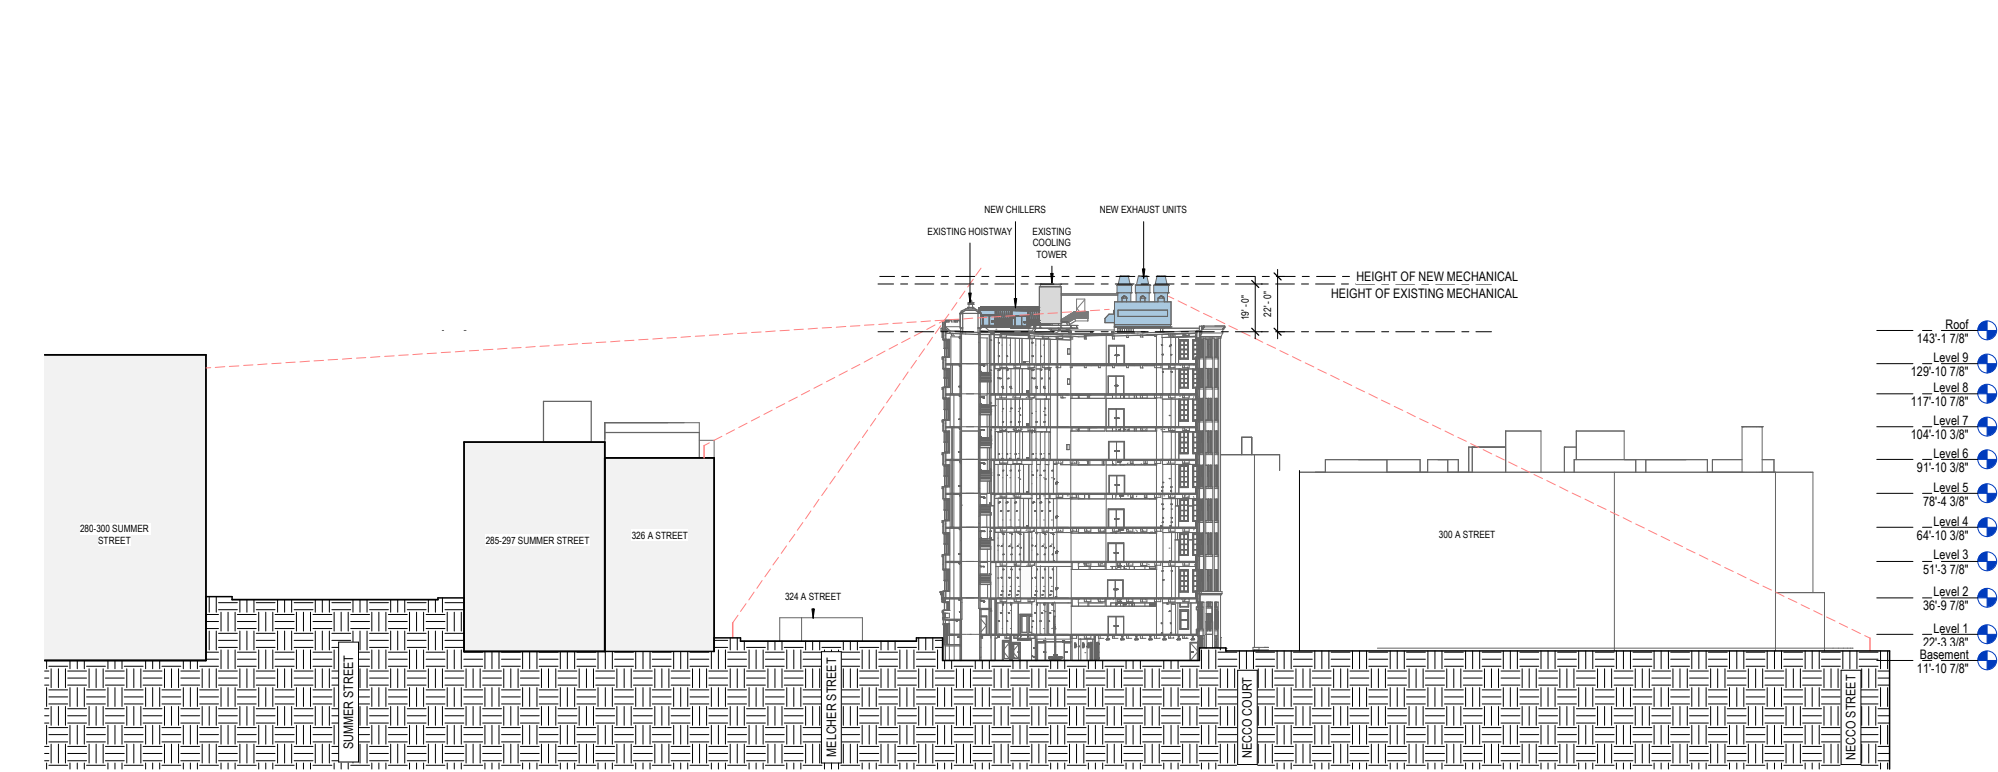 NEW CHILLERS
NEW EXHAUST UNITS
EXISTING HOISTWAY
EXISTING
COOLING
TOWER
HEIGHT OF NEW MECHANICAL
HEIGHT OF EXISTING MECHANICAL
19' - 0"
22' - 0"
Roof
143'-1 7/8"
Level 9
129'-10 7/8"
Level 8
117'-10 7/8"
Level 7
104'-10 3/8"
Level 6
91'-10 3/8"
Level 5
78'-4 3/8"
Level 4
64'-10 3/8"
Level 3
51'-3 7/8"
Level 2
36'-9 7/8"
Level 1
22'-3 3/8"
Basement
11'-10 7/8"
280-300 SUMMER
STREET
285-297 SUMMER STREET
326 A STREET
324 A STREET
300 A STREET
SUMMER STREET
MELCHER STREET
NECCO COURT
NECCO STREET